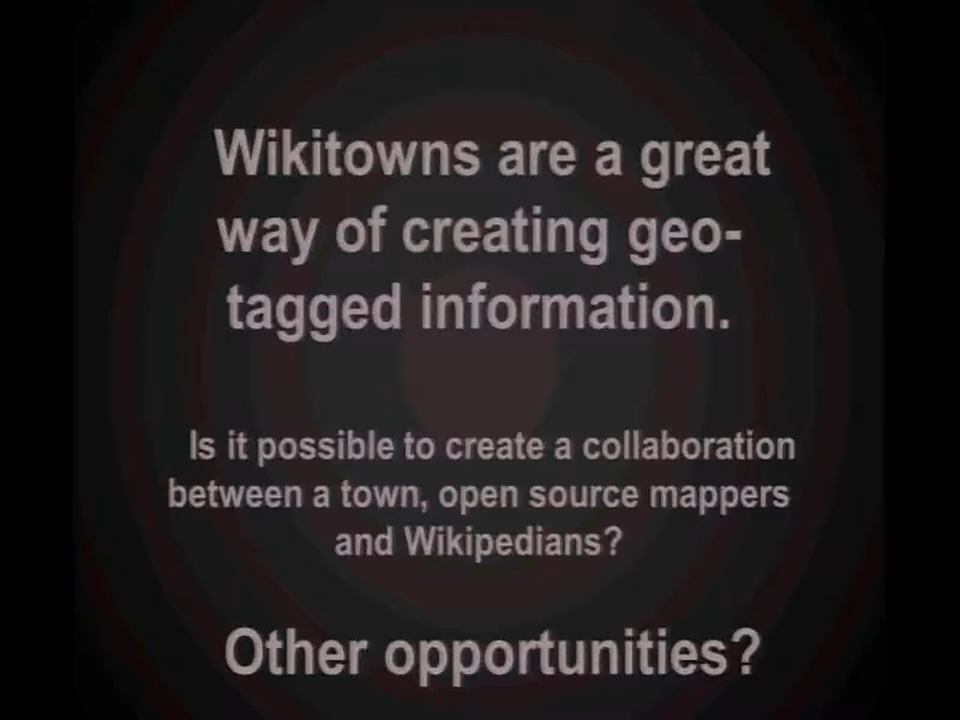 Wikitowns are a great
way of creating geo-
tagged information.
Is it possible to create a collaboration
between a town, open source mappers
and Wikipedians?
Other opportunities?